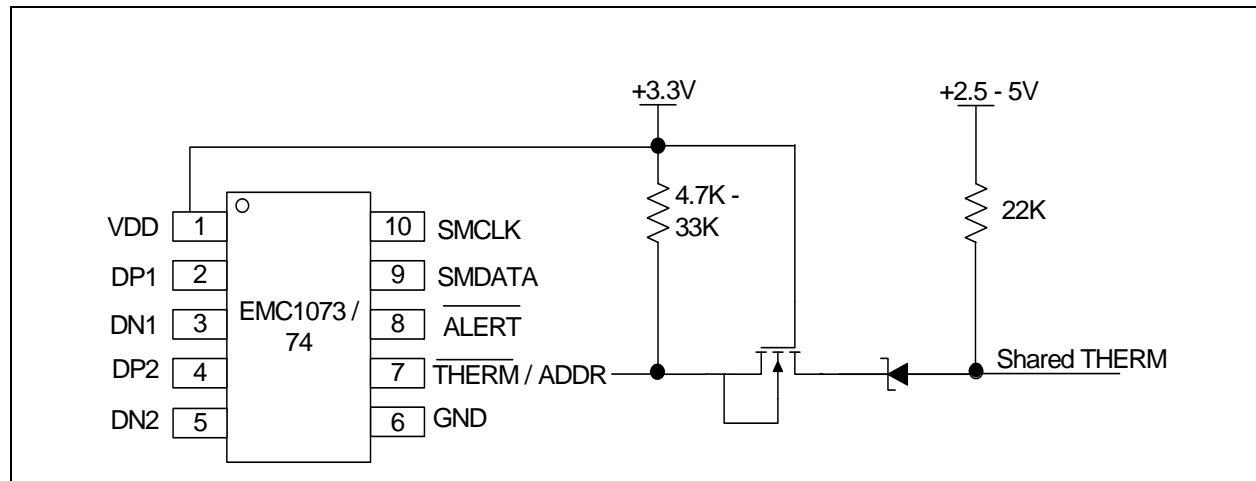 +3.3V
+2.5 - 5V
4.7K -
33K
22K
VDD 1 10 SMCLK
DP1 2 9 SMDATA
DN1 3 8 ALERT
DP2 4 7 THERM / ADDR
DN2 5 6 GND
EMC1073 /
74
Shared THERM